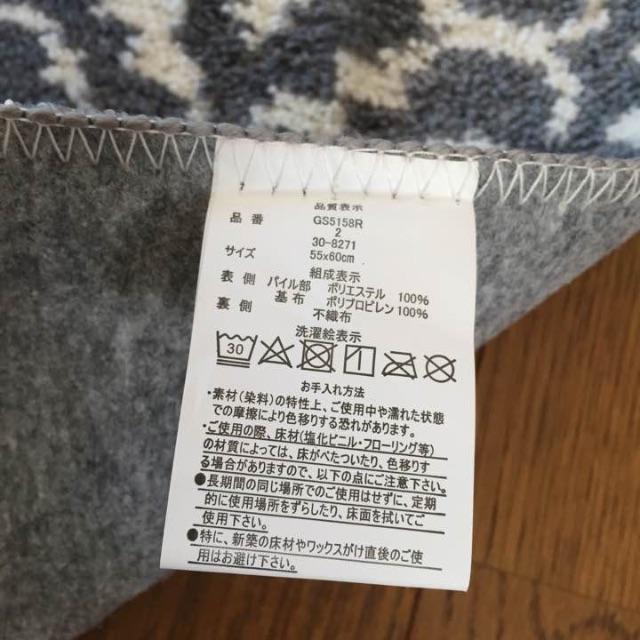 品質表示
品番 GS5158R
2
30-8271
サイズ 55x60cm
組成表示
表側 パイル部 ポリエステル 100%
基布 ポリプロピレン100%
裏側 不織布
洗濯絵表示
30
お手入れ方法
・素材(染料)の特性上、ご使用中や濡れた状態
での摩擦により色移りする恐れがあります。
・ご使用の際、床材(塩化ビニル・フローリング等)
の材質によっては、床がべたついたり、色移りす
る場合がありますので、以下の点にご注意下さい。
●長期間の同じ場所でのご使用はせずに、定期
的に使用場所をずらしたり、床面を拭いてご
使用下さい。
●特に、新築の床材やワックスがけ直後のご使
用はお避け下さい。